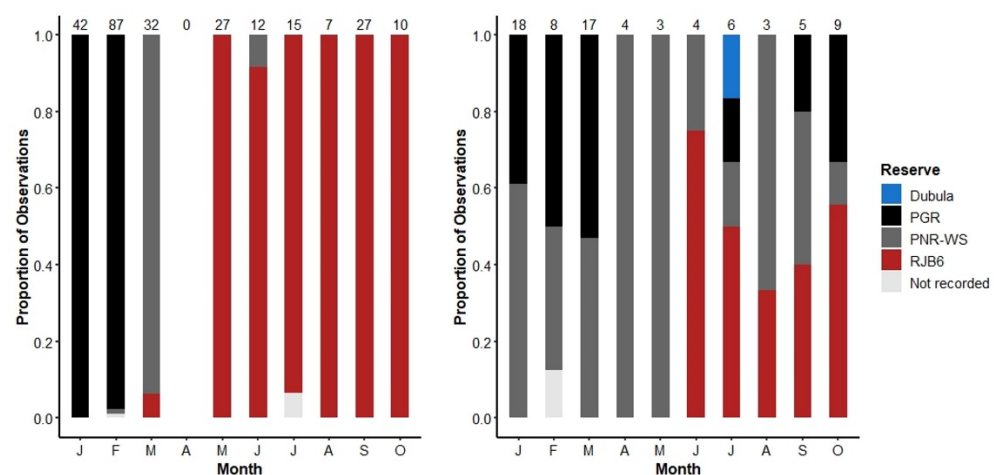 42 87 32 0 27 12 15 7 27 10
1.0
0.8
0.6
0.4
0.2
0.0
Proportion of Observations
J F M A M J J A S O
Month
18 8 17 4 3 4 6 3 5 9
1.0
0.8
0.6
0.4
0.2
0.0
Proportion of Observations
J F M A M J J A S O
Month
Reserve
Dubula
PGR
PNR-WS
RJB6
Not recorded